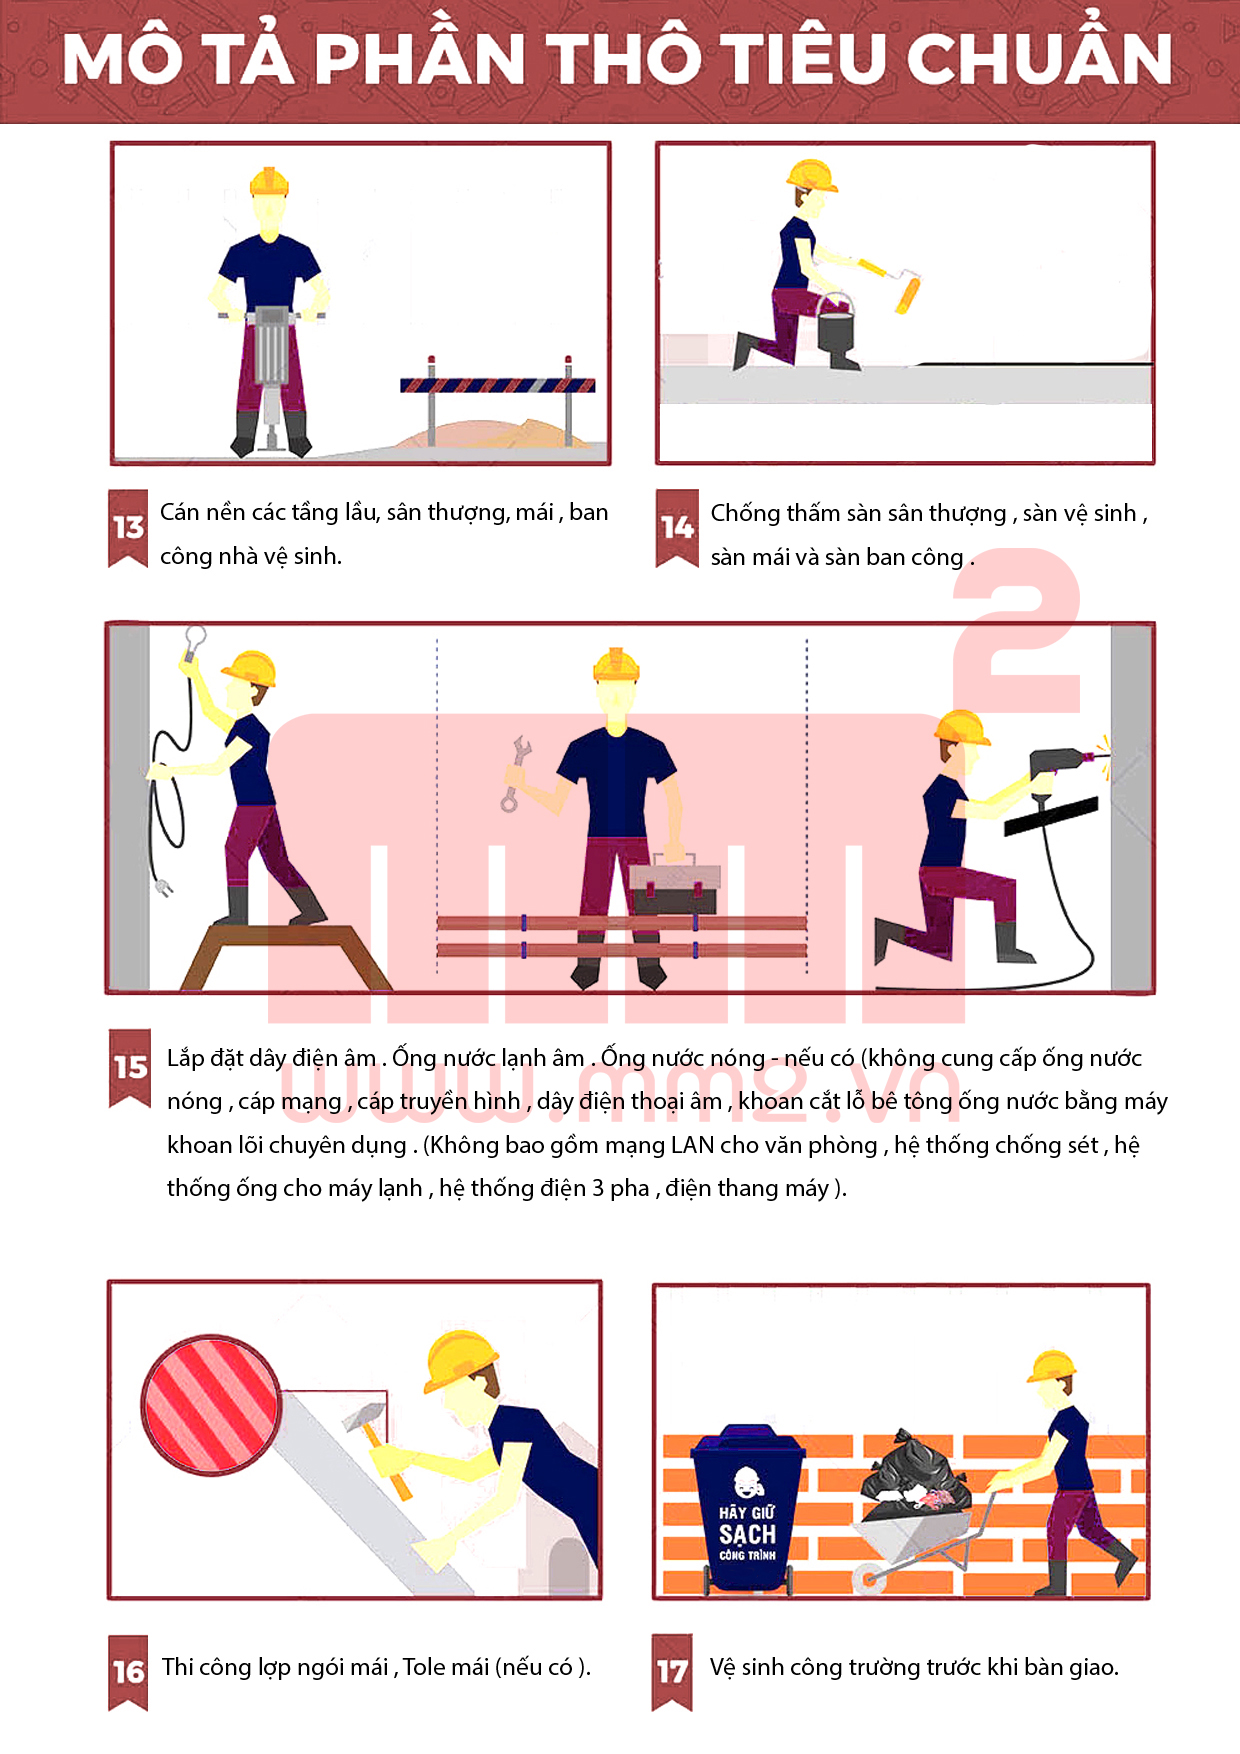 MÔ TẢ PHẦN THÔ TIÊU CHUẨN
13
Cán nền các tầng lầu, sân thượng, mái , ban
công nhà vệ sinh.
14
Chống thấm sàn sân thượng , sàn vệ sinh ,
sàn mái và sàn ban công .
15
Lắp đặt dây điện âm . Ống nước lạnh âm . Ống nước nóng - nếu có (không cung cấp ống nước
nóng , cáp mạng , cáp truyền hình , dây điện thoại âm , khoan cắt lỗ bê tông ống nước bằng máy
khoan lõi chuyên dụng . (Không bao gồm mạng LAN cho văn phòng , hệ thống chống sét , hệ
thống ống cho máy lạnh , hệ thống điện 3 pha , điện thang máy ).
mm2
www.mm2.vn
HÃY GIỮ
SẠCH
CÔNG TRÌNH
16
Thi công lợp ngói mái , Tole mái (nếu có ).
17
Vệ sinh công trường trước khi bàn giao.